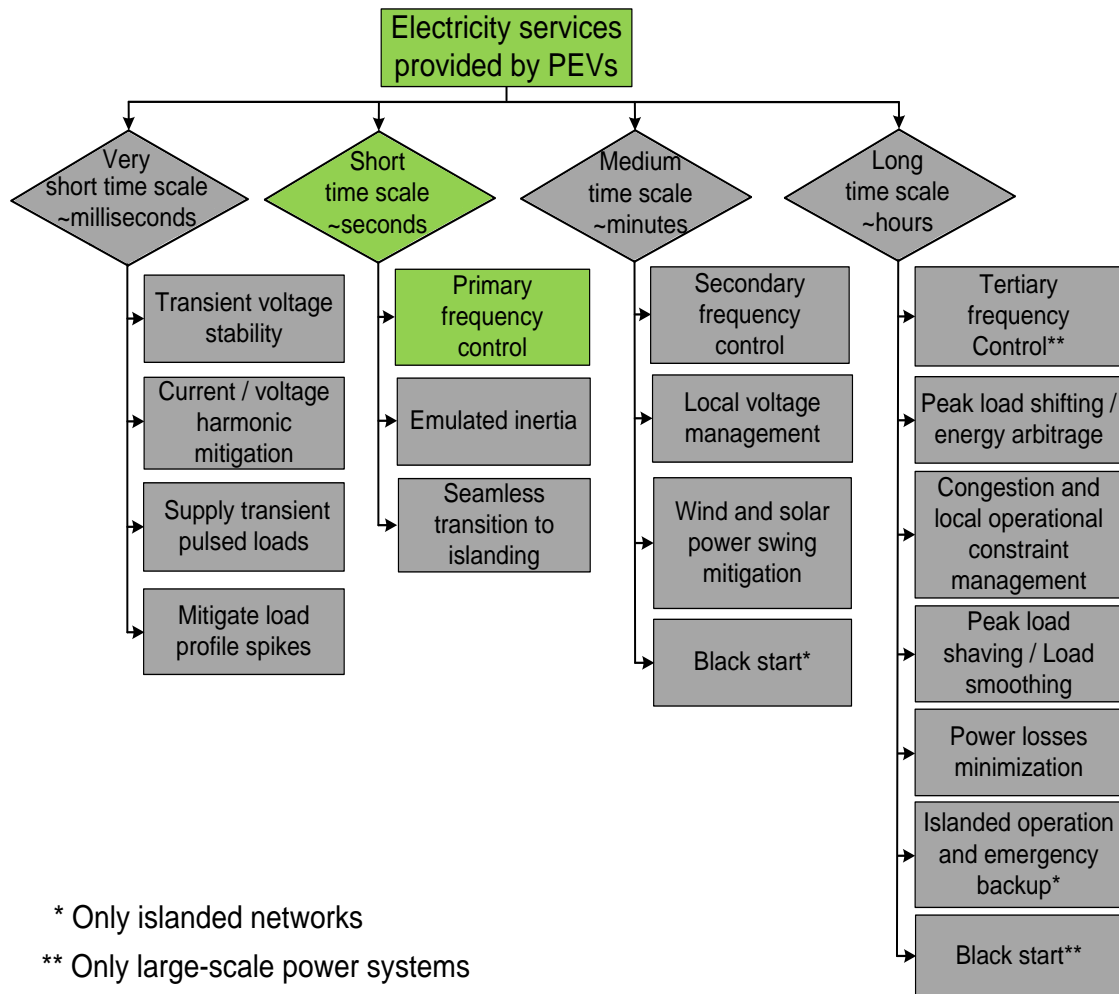 Electricity services
provided by PEVs
Very
short time scale
~milliseconds
Short
time scale
~seconds
Medium
time scale
~minutes
Long
time scale
~hours
Transient voltage
stability
Current / voltage
harmonic
mitigation
Supply transient
pulsed loads
Mitigate load
profile spikes
Primary
frequency
control
Emulated inertia
Seamless
transition to
islanding
Secondary
frequency
control
Local voltage
management
Wind and solar
power swing
mitigation
Black start*
Tertiary
frequency
Control**
Peak load shifting /
energy arbitrage
Congestion and
local operational
constraint
management
Peak load
shaving / Load
smoothing
Power losses
minimization
Islanded operation
and emergency
backup*
Black start**
* Only islanded networks
** Only large-scale power systems